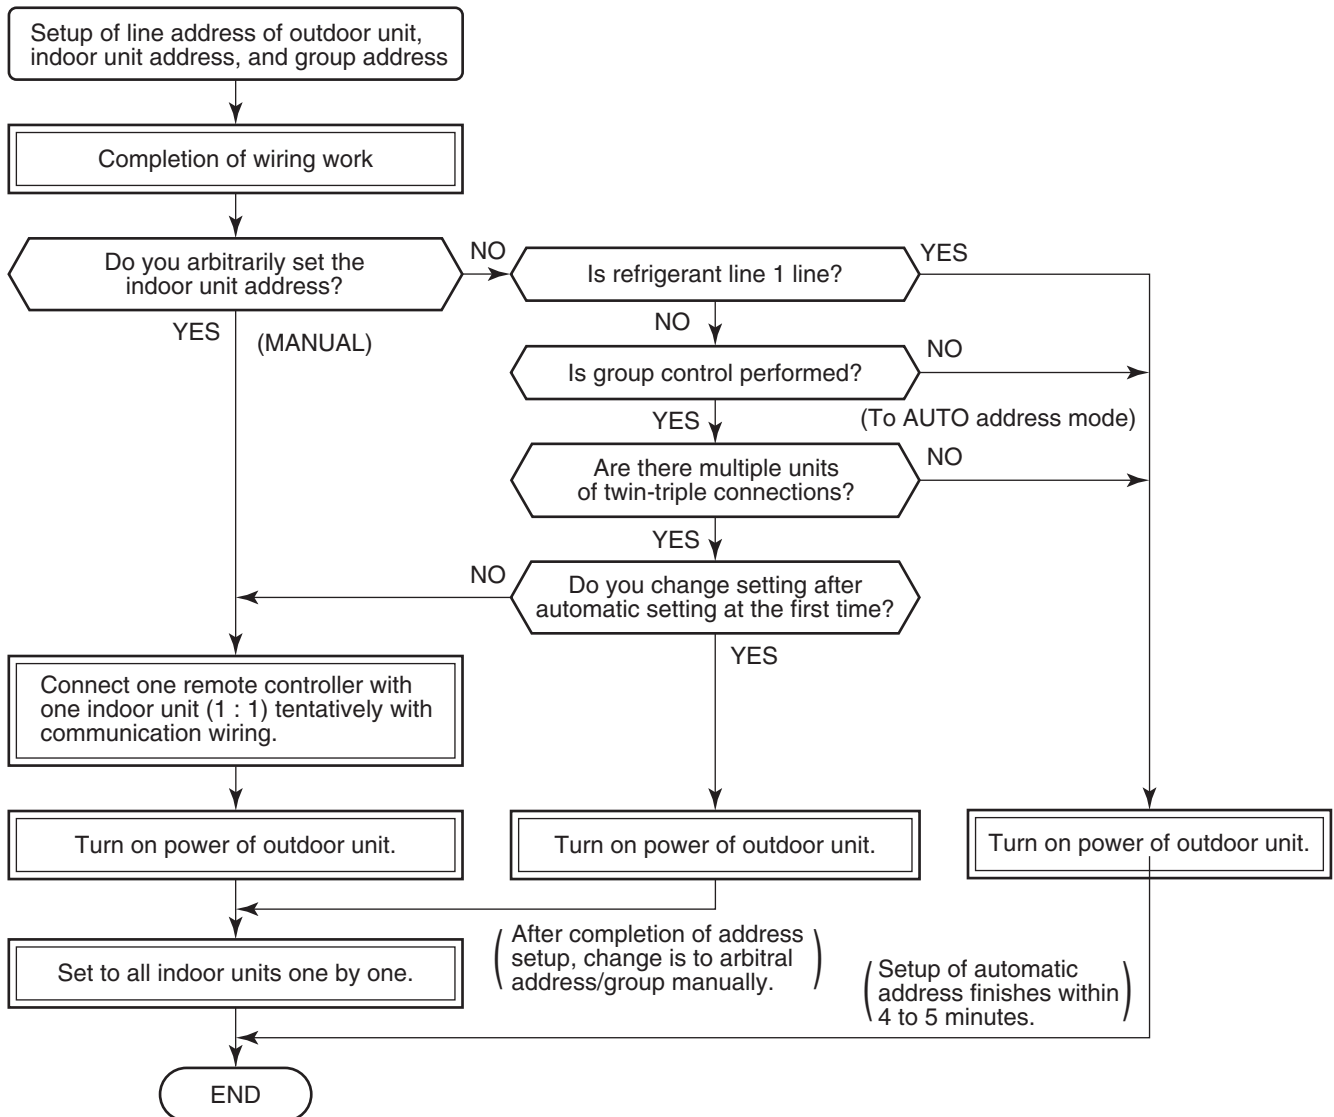 Setup of line address of outdoor unit,
indoor unit address, and group address
Completion of wiring work
Do you arbitrarily set the
indoor unit address?
NO
YES
(MANUAL)
Is refrigerant line 1 line?
YES
NO
Is group control performed?
NO
YES
(To AUTO address mode)
Are there multiple units
of twin-triple connections?
NO
YES
Do you change setting after
automatic setting at the first time?
NO
YES
Connect one remote controller with
one indoor unit (1 : 1) tentatively with
communication wiring.
Turn on power of outdoor unit.
Turn on power of outdoor unit.
Turn on power of outdoor unit.
(After completion of address
setup, change is to arbitral
address/group manually.)
Set to all indoor units one by one.
(Setup of automatic
address finishes within
4 to 5 minutes.)
END